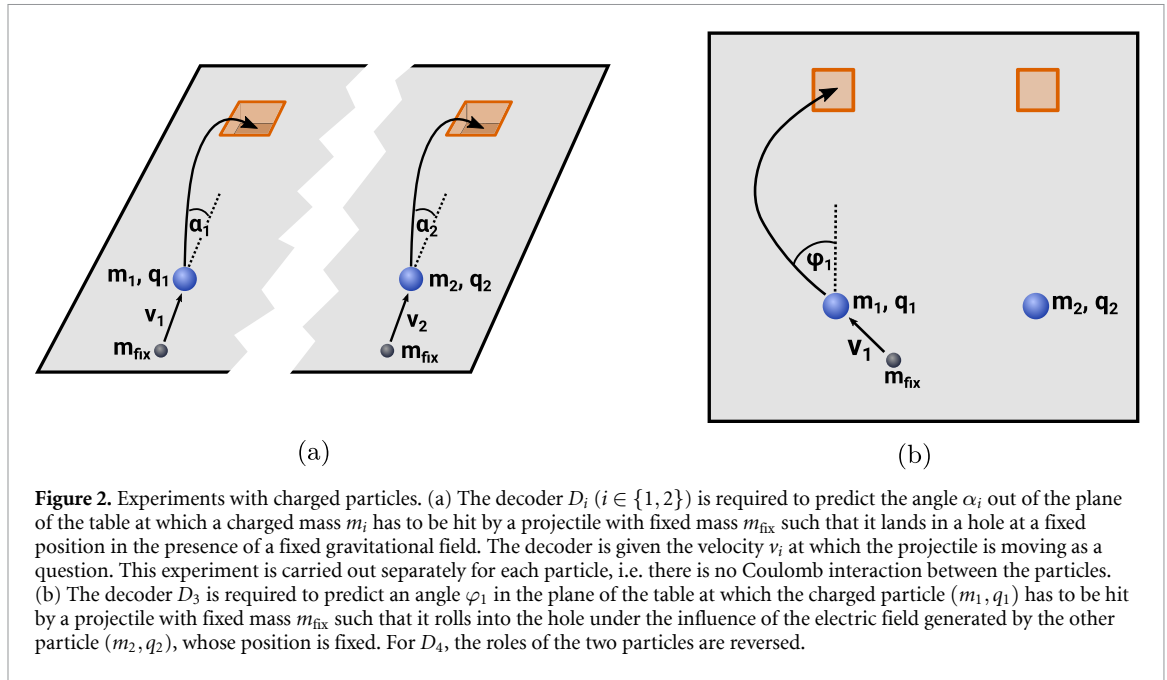 α₁
α₂
m₁, q₁
m₂, q₂
v₁
v₂
m_fix
m_fix
(a)
φ₁
m₁, q₁
m₂, q₂
v₁
m_fix
(b)
Figure 2. Experiments with charged particles. (a) The decoder Dᵢ (i ∈ {1,2}) is required to predict the angle αᵢ out of the plane
of the table at which a charged mass mᵢ has to be hit by a projectile with fixed mass m_fix such that it lands in a hole at a fixed
position in the presence of a fixed gravitational field. The decoder is given the velocity vᵢ at which the projectile is moving as a
question. This experiment is carried out separately for each particle, i.e. there is no Coulomb interaction between the particles.
(b) The decoder D₃ is required to predict an angle φ₁ in the plane of the table at which the charged particle (m₁,q₁) has to be hit
by a projectile with fixed mass m_fix such that it rolls into the hole under the influence of the electric field generated by the other
particle (m₂,q₂), whose position is fixed. For D₄, the roles of the two particles are reversed.